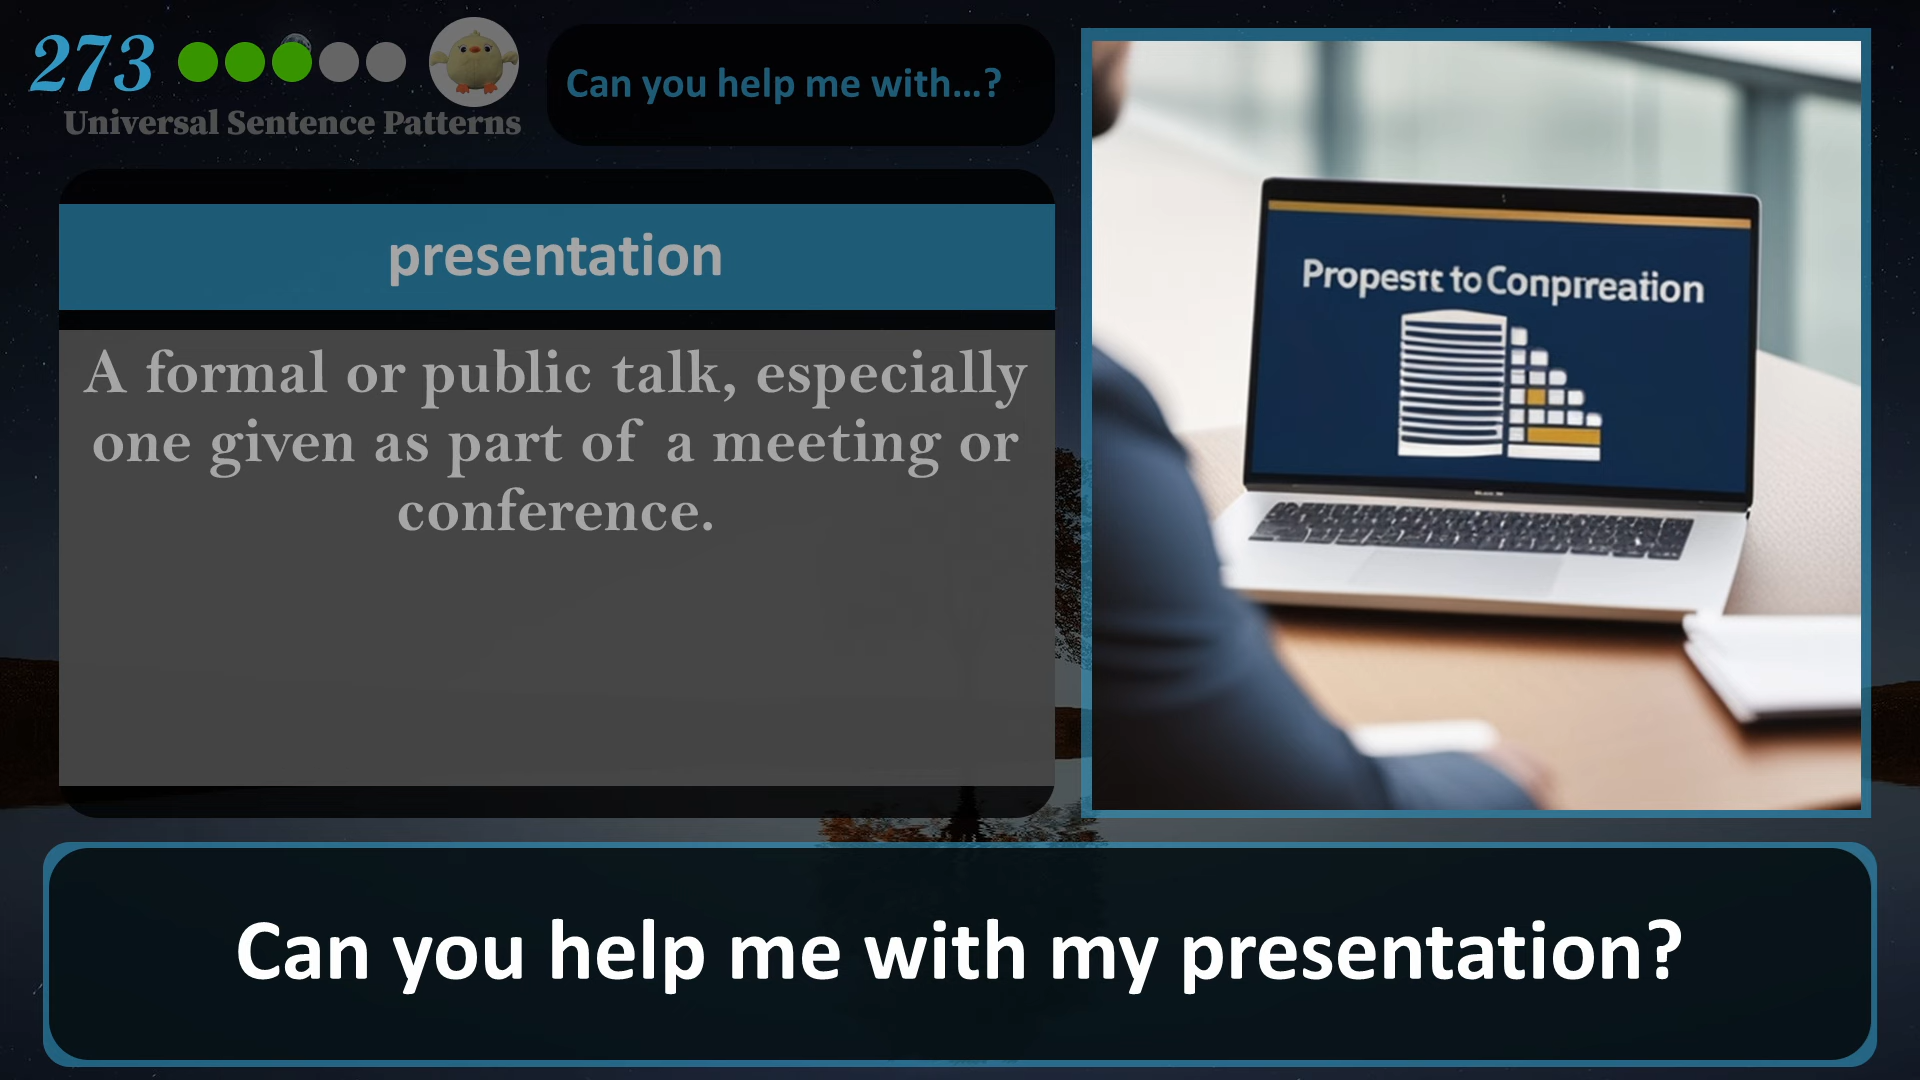 273
Universal Sentence Patterns
Can you help me with...?
presentation
A formal or public talk, especially
one given as part of a meeting or
conference.
Propestt to Conprreation
Can you help me with my presentation?